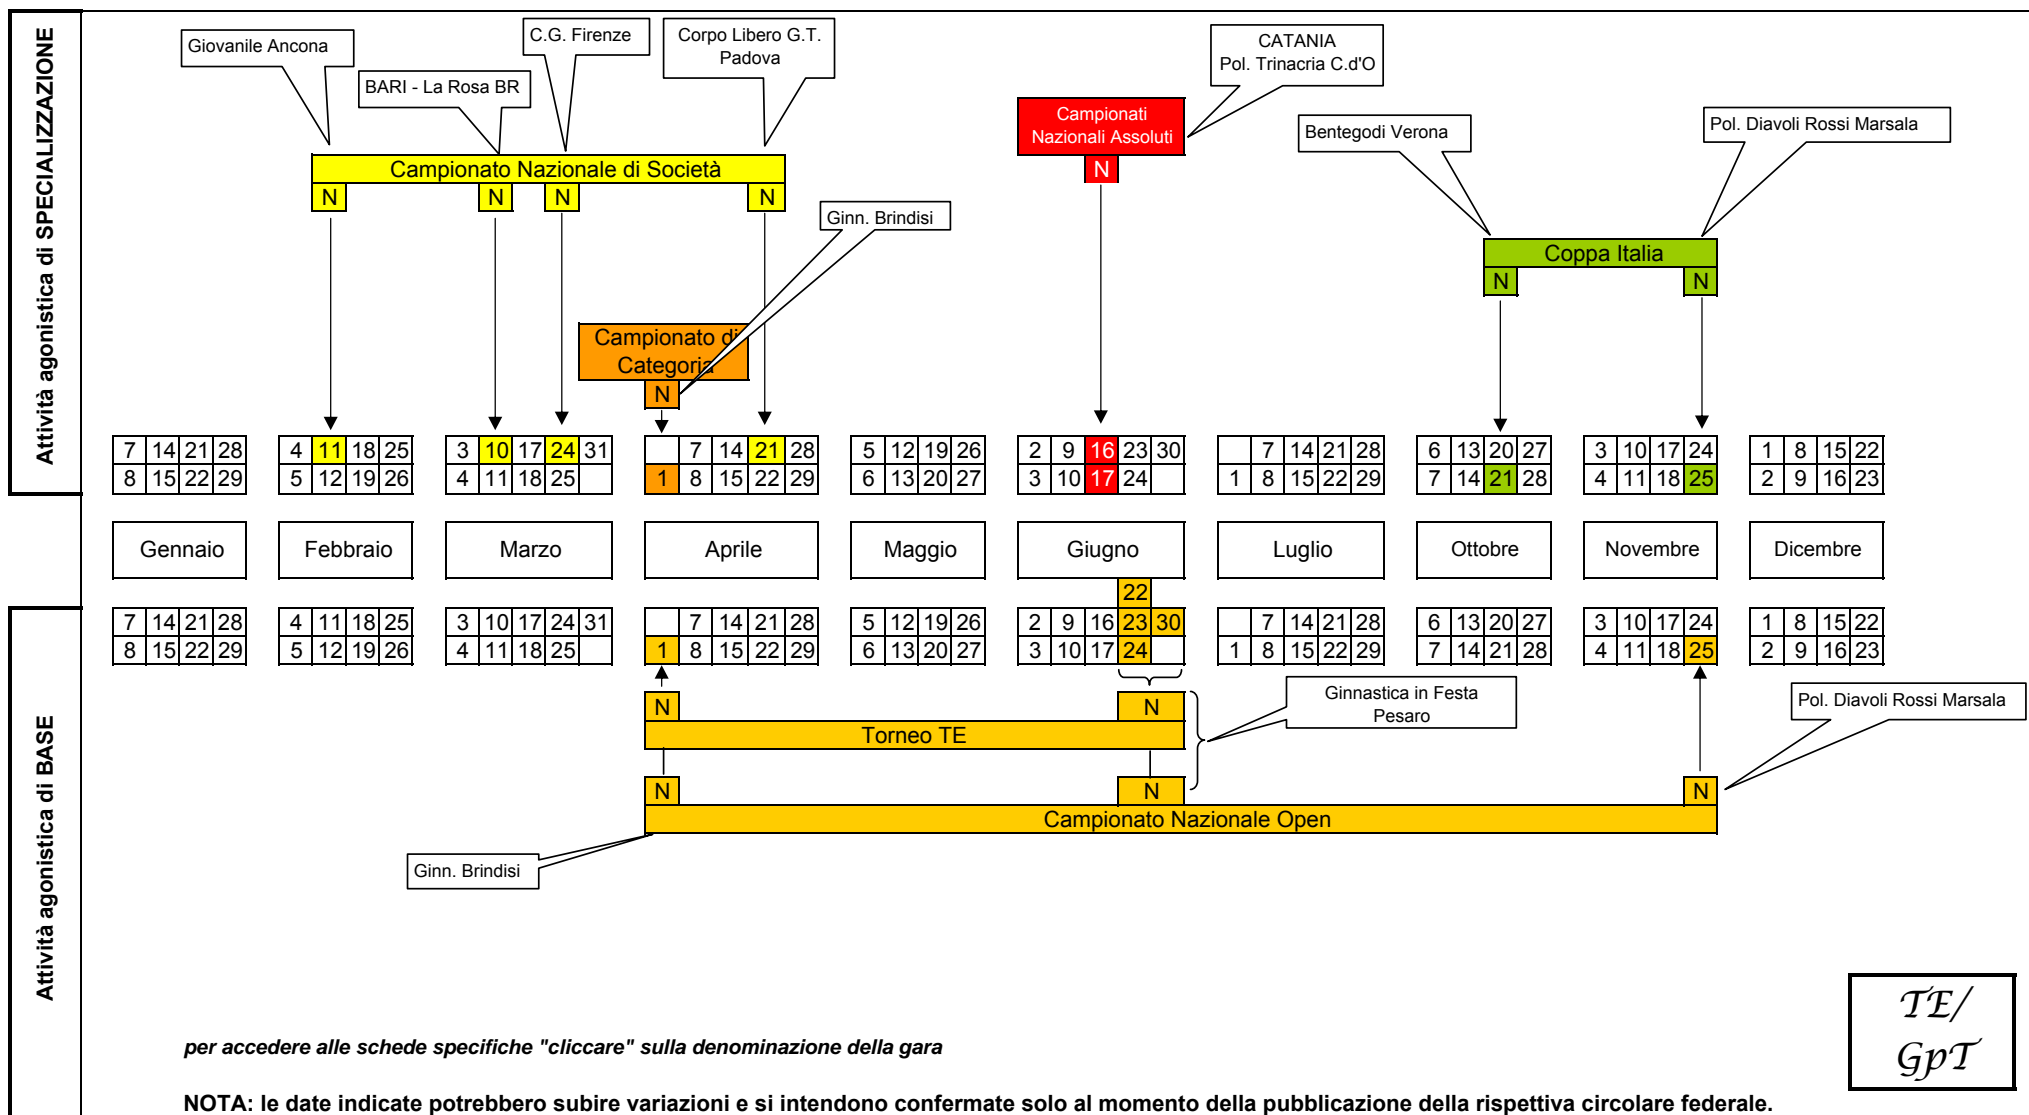 Attività agonistica di SPECIALIZZAZIONE
Giovanile Ancona
BARI - La Rosa BR
C.G. Firenze
Corpo Libero G.T.
Padova
CATANIA
Pol. Trinacria C.d'O
Campionati
Nazionali Assoluti
N
Bentegodi Verona
Pol. Diavoli Rossi Marsala
Campionato Nazionale di Società
N N N N
Ginn. Brindisi
Coppa Italia
N N
Campionato di
Categoria
N
7 14 21 28 4 11 18 25 3 10 17 24 31 7 14 21 28 5 12 19 26 2 9 16 23 30 7 14 21 28 6 13 20 27 3 10 17 24 1 8 15 22
8 15 22 29 5 12 19 26 4 11 18 25 1 8 15 22 29 6 13 20 27 3 10 17 24 1 8 15 22 29 7 14 21 28 4 11 18 25 2 9 16 23
Gennaio Febbraio Marzo Aprile Maggio Giugno Luglio Ottobre Novembre Dicembre
Attività agonistica di BASE
22
7 14 21 28 4 11 18 25 3 10 17 24 31 7 14 21 28 5 12 19 26 2 9 16 23 30 7 14 21 28 6 13 20 27 3 10 17 24 1 8 15 22
8 15 22 29 5 12 19 26 4 11 18 25 1 8 15 22 29 6 13 20 27 3 10 17 24 1 8 15 22 29 7 14 21 28 4 11 18 25 2 9 16 23
N N
Torneo TE
Ginnastica in Festa
Pesaro
Pol. Diavoli Rossi Marsala
N N N
Campionato Nazionale Open
Ginn. Brindisi
TE/
GpT
per accedere alle schede specifiche "cliccare" sulla denominazione della gara
NOTA: le date indicate potrebbero subire variazioni e si intendono confermate solo al momento della pubblicazione della rispettiva circolare federale.